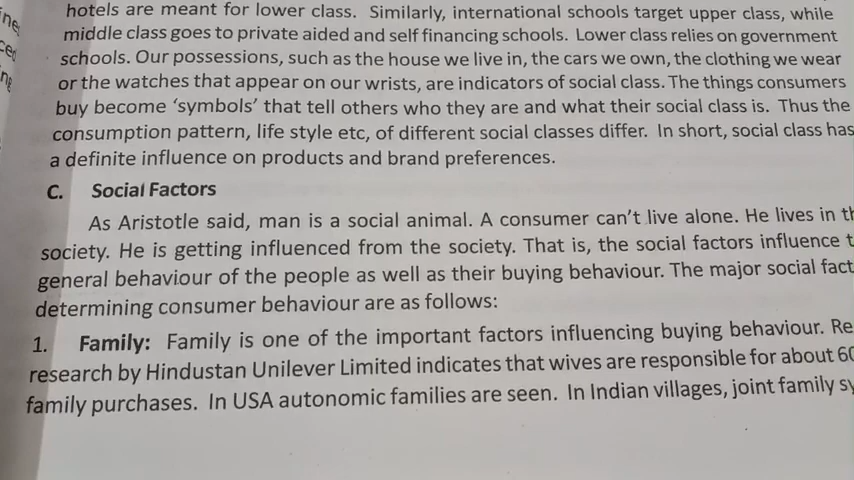 hotels are meant for lower class. Similarly, international schools target upper class, while
middle class goes to private aided and self financing schools. Lower class relies on government
schools. Our possessions, such as the house we live in, the cars we own, the clothing we wear
or the watches that appear on our wrists, are indicators of social class. The things consumers
buy become ‘symbols’ that tell others who they are and what their social class is. Thus the
consumption pattern, life style etc, of different social classes differ. In short, social class has
a definite influence on products and brand preferences.
C. Social Factors
As Aristotle said, man is a social animal. A consumer can’t live alone. He lives in
society. He is getting influenced from the society. That is, the social factors influence
general behaviour of the people as well as their buying behaviour. The major social
determining consumer behaviour are as follows:
1. Family: Family is one of the important factors influencing buying behaviour.
research by Hindustan Unilever Limited indicates that wives are responsible for about
family purchases. In USA autonomic families are seen. In Indian villages, joint family